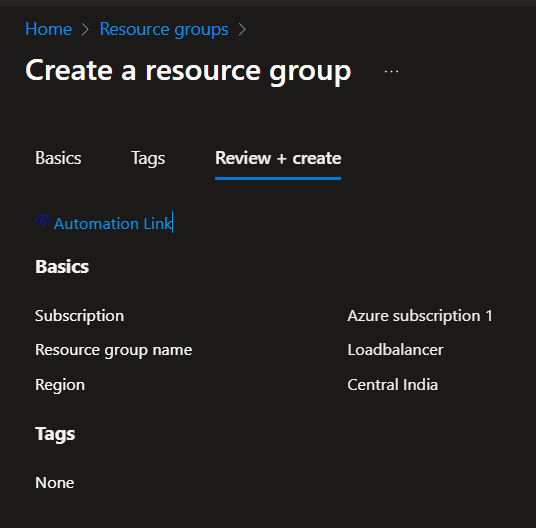 Home > Resource groups >
Create a resource group ...
Basics Tags Review + create
Automation Link
Basics
Subscription Azure subscription 1
Resource group name Loadbalancer
Region Central India
Tags
None